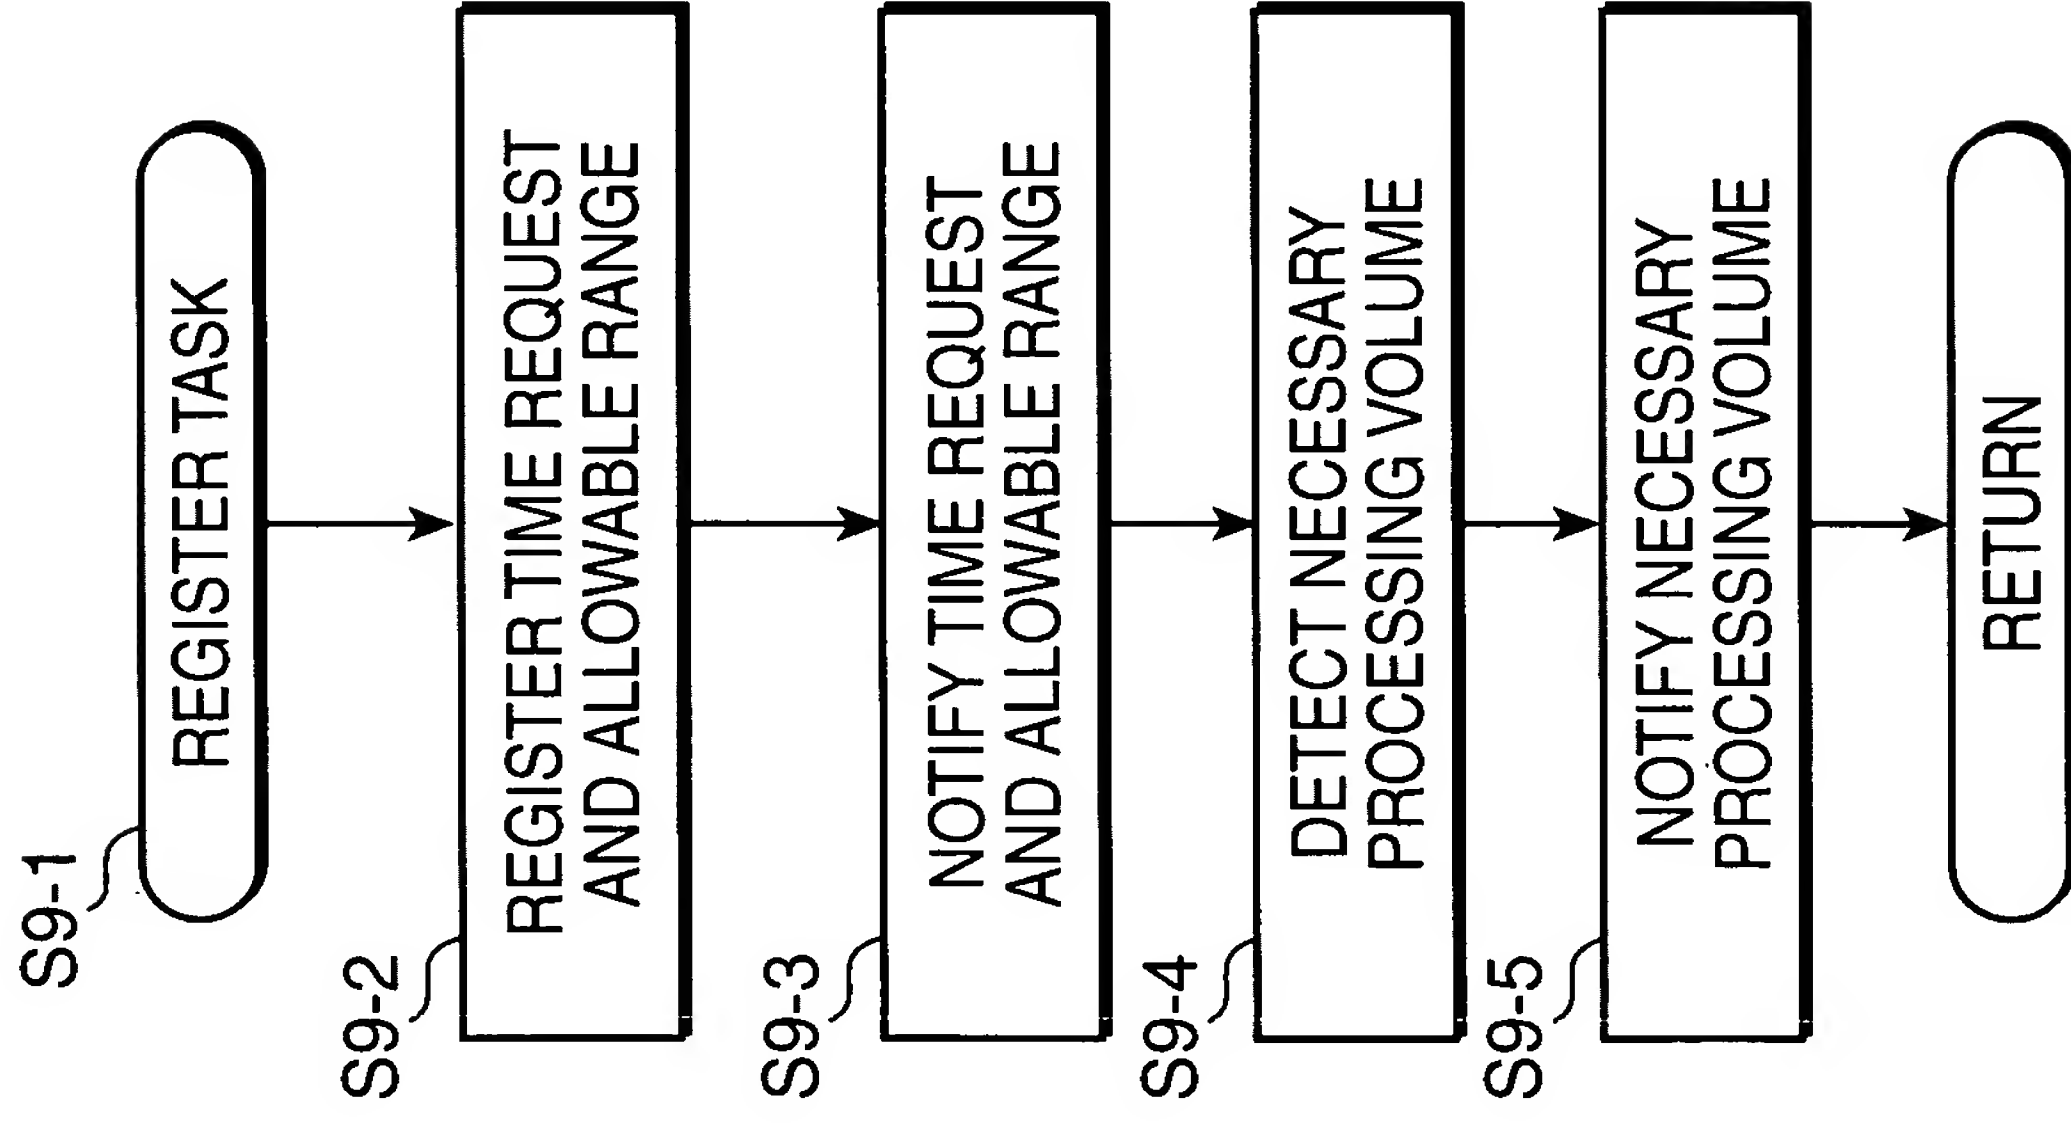 S9-1
REGISTER TASK
S9-2
REGISTER TIME REQUEST
AND ALLOWABLE RANGE
S9-3
NOTIFY TIME REQUEST
AND ALLOWABLE RANGE
S9-4
DETECT NECESSARY
PROCESSING VOLUME
S9-5
NOTIFY NECESSARY
PROCESSING VOLUME
RETURN